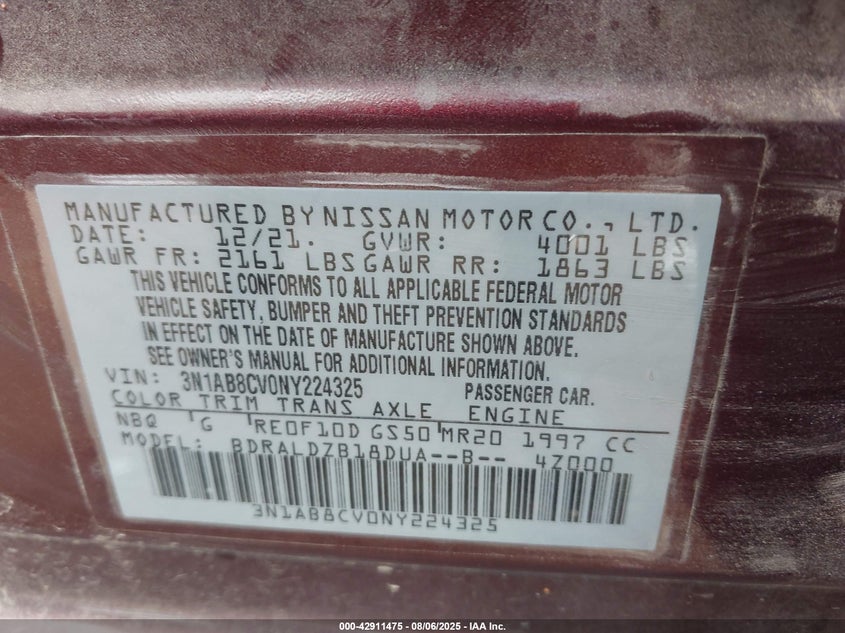 MANUFACTURED BY NISSAN MOTOR CO., LTD.
DATE: 12/21. GVWR: 4001 LBS
GAWR FR: 2161 LBS GAWR RR: 1863 LBS
THIS VEHICLE CONFORMS TO ALL APPLICABLE FEDERAL MOTOR
VEHICLE SAFETY, BUMPER AND THEFT PREVENTION STANDARDS
IN EFFECT ON THE DATE OF MANUFACTURE SHOWN ABOVE.
SEE OWNER'S MANUAL FOR ADDITIONAL INFORMATION.
VIN: 3N1AB8CV0NY224325 PASSENGER CAR.
COLOR TRIM TRANS AXLE ENGINE
NBQ G RE0F10D GS50 MR20 1997 CC
MODEL: BDRALDZB18DUA--B-- 4Z000
3N1AB8CV0NY224325
000-42911475 - 08/06/2025 - IAA Inc.